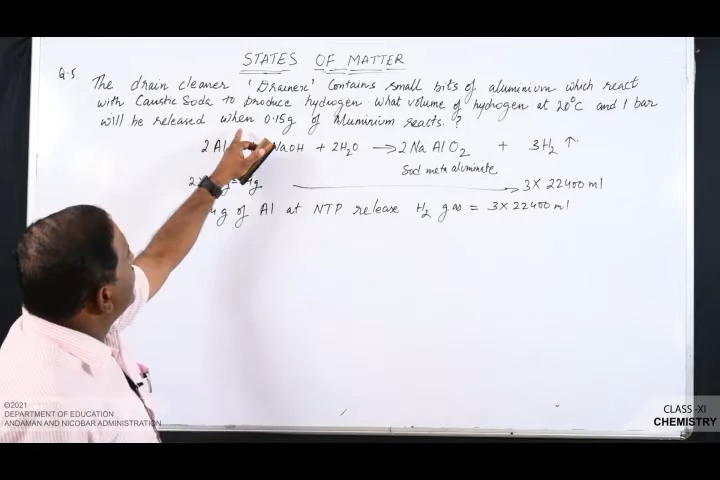 STATES OF MATTER
Q.5 The drain cleaner 'Drainex' Contains small bits of aluminium which react
with Caustic Soda to produce hydrogen. What volume of hydrogen at 20°C and 1 bar
will be released when 0.15g of Aluminium reacts.?
2Al NaOH + 2H₂O → 2NaAlO₂ + 3H₂ ↑
Sod meta aluminate
3 X 22400 ml
g of Al at NTP release H₂ gas = 3 X 22400 ml
©2021
DEPARTMENT OF EDUCATION
ANDAMAN AND NICOBAR ADMINISTRATION
CLASS-XI
CHEMISTRY